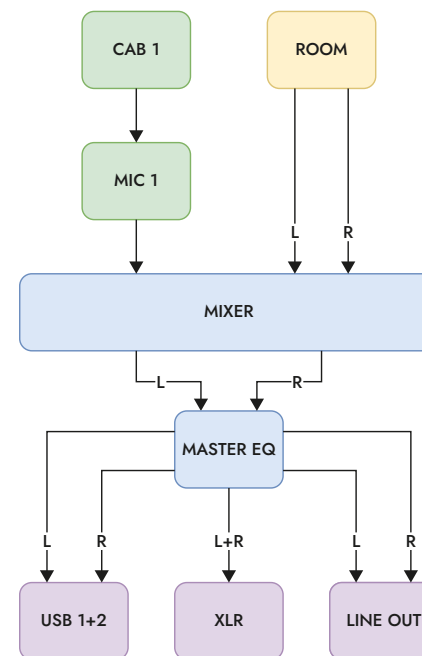 CAB 1
ROOM
MIC 1
L
R
MIXER
L
R
MASTER EQ
L
R
L+R
L
R
USB 1+2
XLR
LINE OUT